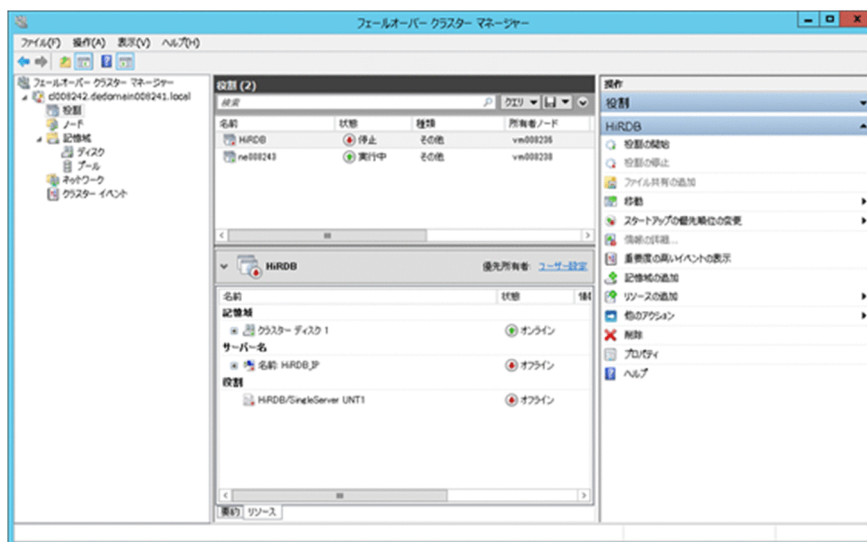 フェールオーバー クラスター マネージャー
ファイル(F) 操作(A) 表示(V) ヘルプ(H)
フェールオーバー クラスター マネージャー
cl008242.dedomain008241.local
役割
ノード
記憶域
ディスク
プール
ネットワーク
クラスター イベント
役割 (2)
検索
クエリ
名前 状態 種類 所有者ノード
HiRDB 停止 その他 vm008236
ne008243 実行中 その他 vm008238
HiRDB 優先所有者: ユーザー設定
名前 状態 情
記憶域
クラスター ディスク 1 オンライン
サーバー名
名前: HiRDB_IP オフライン
役割
HiRDB/SingleServer UNT1 オフライン
要約 リソース
操作
役割
HiRDB
役割の開始
役割の停止
ファイル共有の追加
移動
スタートアップの優先順位の変更
情報の詳細...
重要度の高いイベントの表示
記憶域の追加
リソースの追加
他のアクション
削除
プロパティ
ヘルプ